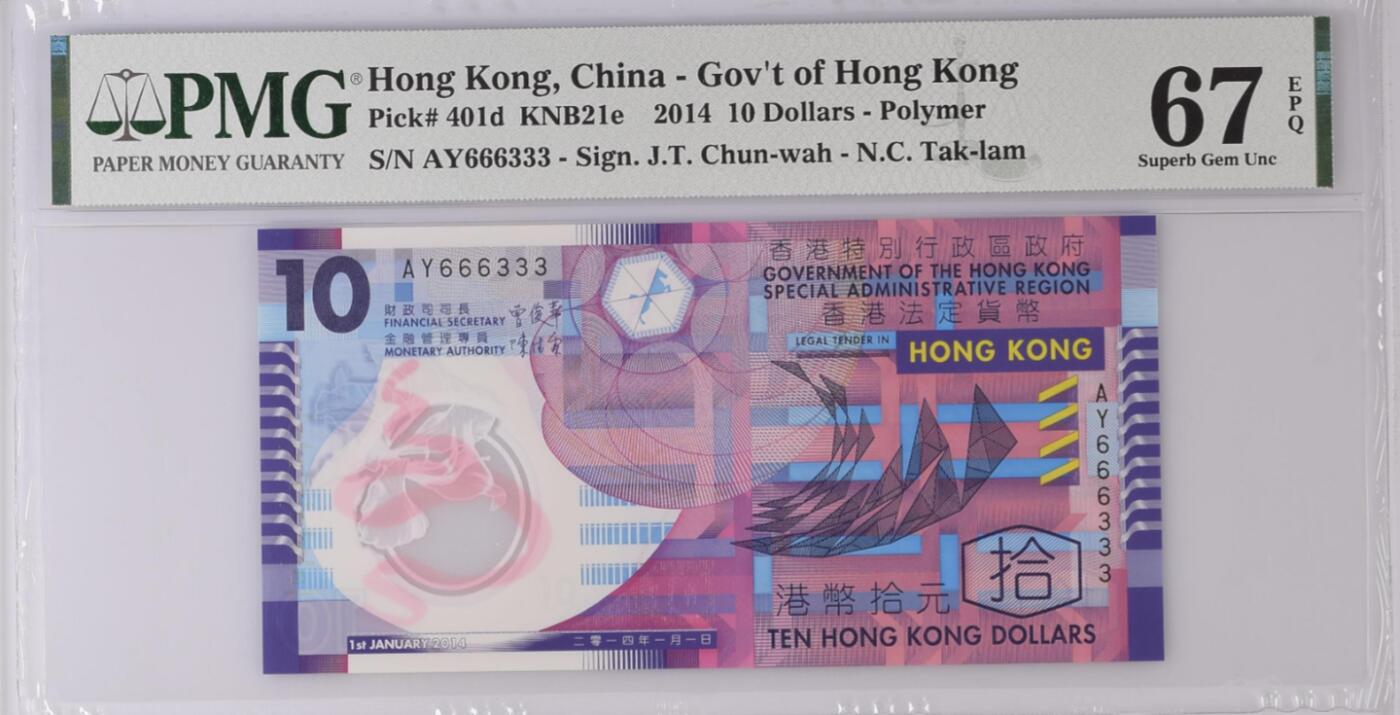 PMG®
PAPER MONEY GUARANTY
Hong Kong, China - Gov't of Hong Kong
Pick# 401d KNB21e 2014 10 Dollars - Polymer
S/N AY666333 - Sign. J.T. Chun-wah - N.C. Tak-lam
67
EPQ
Superb Gem Unc
10
AY666333
財政司司長
FINANCIAL SECRETARY
金融管理專員
MONETARY AUTHORITY
香港特別行政區政府
GOVERNMENT OF THE HONG KONG
SPECIAL ADMINISTRATIVE REGION
香港法定貨幣
LEGAL TENDER IN
HONG KONG
AY666333
拾
港幣拾元
TEN HONG KONG DOLLARS
1st JANUARY 2014
二零一四年一月一日